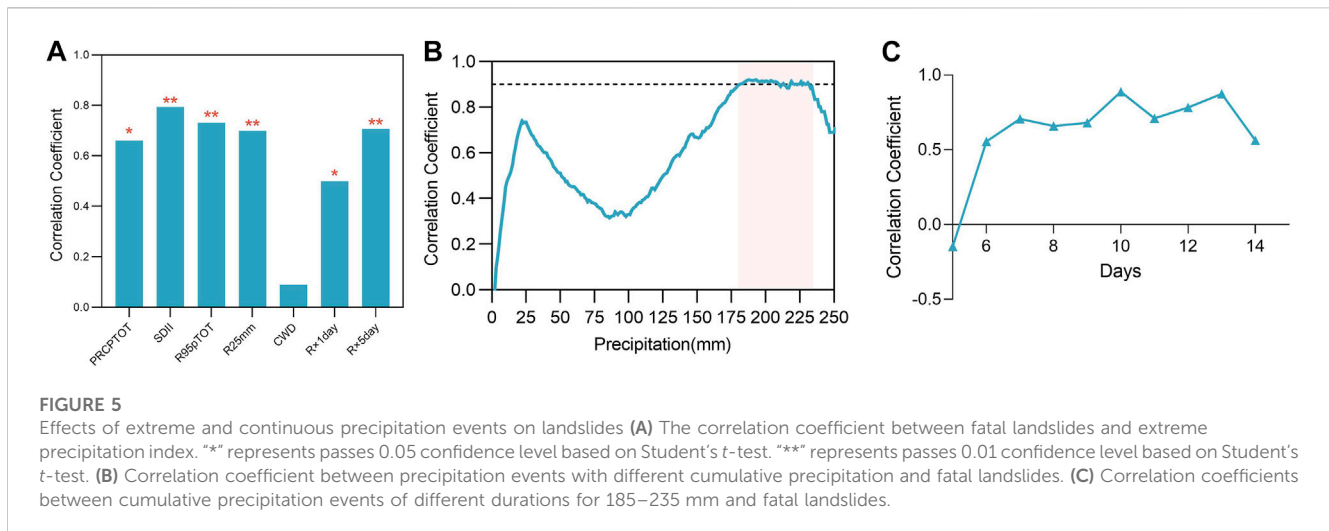 A
Correlation Coefficient
1.0
0.8
0.6
0.4
0.2
0.0
*
**
**
**
*
**
PRCPTOT
SDII
R95pTOT
R25mm
CWD
R×1day
R×5day
B
Correlation Coefficient
1.0
0.8
0.6
0.4
0.2
0.0
0 25 50 75 100 125 150 175 200 225 250
Precipitation(mm)
C
Correlation Coefficient
1.0
0.5
0.0
-0.5
6 8 10 12 14
Days
FIGURE 5
Effects of extreme and continuous precipitation events on landslides (A) The correlation coefficient between fatal landslides and extreme
precipitation index. "*" represents passes 0.05 confidence level based on Student's t-test. "**" represents passes 0.01 confidence level based on Student's
t-test. (B) Correlation coefficient between precipitation events with different cumulative precipitation and fatal landslides. (C) Correlation coefficients
between cumulative precipitation events of different durations for 185–235 mm and fatal landslides.